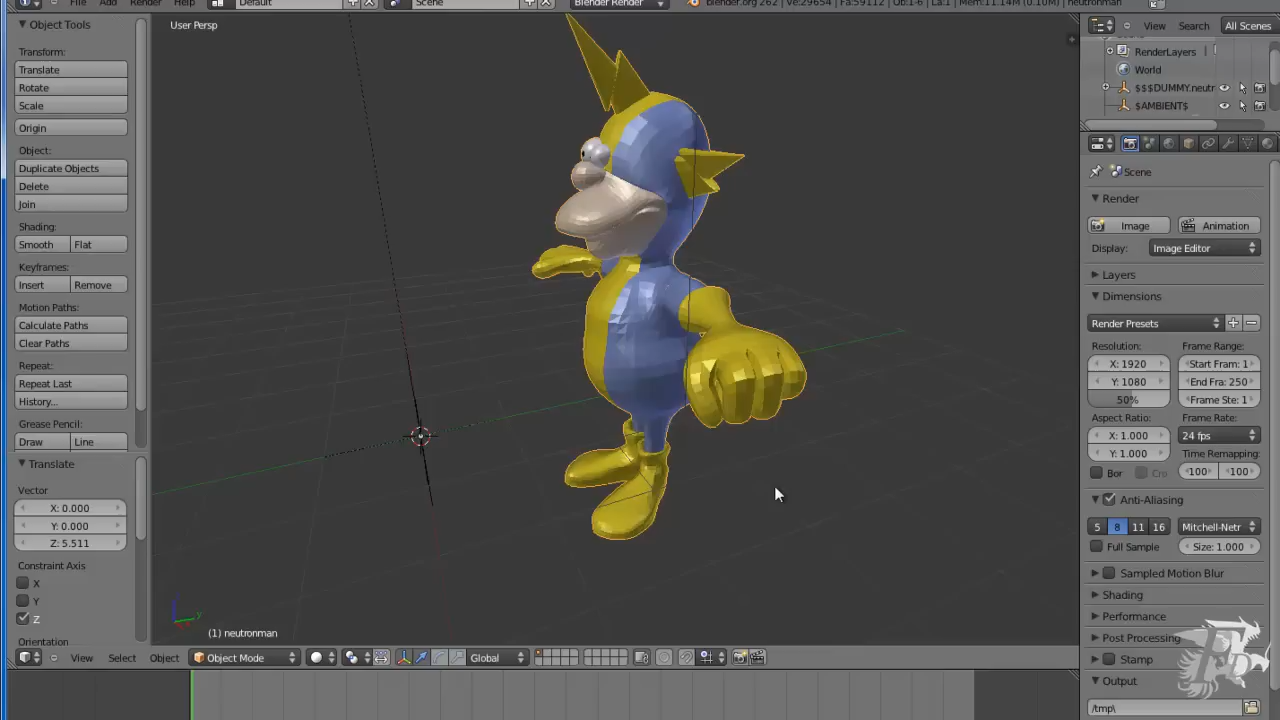 File Add Render Help Default Scene Blender Render blender.org 262 | Ve:29654 | Fa:59112 | Ob:1-6 | La:1 | Mem:11.14M (0.10M) | neutronman
Object Tools
User Persp
View Search All Scenes
Transform:
Translate
Rotate
Scale
Origin
Object:
Duplicate Objects
Delete
Join
Shading:
Smooth Flat
Keyframes:
Insert Remove
Motion Paths:
Calculate Paths
Clear Paths
Repeat:
Repeat Last
History...
Grease Pencil:
Draw Line
Translate
Vector
X: 0.000
Y: 0.000
Z: 5.511
Constraint Axis
X
Y
Z
Orientation
y
(1) neutronman
View Select Object Object Mode Global
RenderLayers |
World
$$$DUMMY.neutr
$AMBIENT$
Scene
Render
Image Animation
Display: Image Editor
Layers
Dimensions
Render Presets
Resolution: Frame Range:
X: 1920 Start Fram: 1
Y: 1080 End Fra: 250
50% Frame Ste: 1
Aspect Ratio: Frame Rate:
X: 1.000 24 fps
Y: 1.000 Time Remapping:
Bor Cro 100 100
Anti-Aliasing
5 8 11 16 Mitchell-Netr
Full Sample Size: 1.000
Sampled Motion Blur
Shading
Performance
Post Processing
Stamp
Output
/tmp\